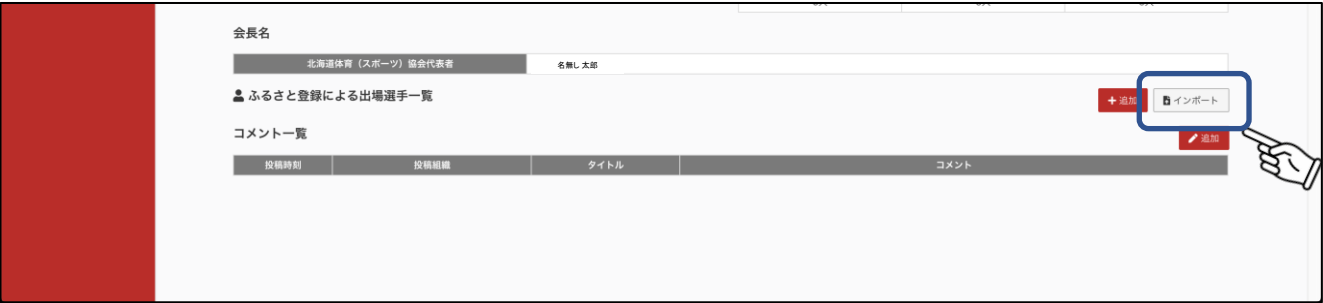 会長名
北海道体育（スポーツ）協会代表者 名無し 太郎
ふるさと登録による出場選手一覧 追加 インポート
コメント一覧 追加
投稿時刻 投稿組織 タイトル コメント